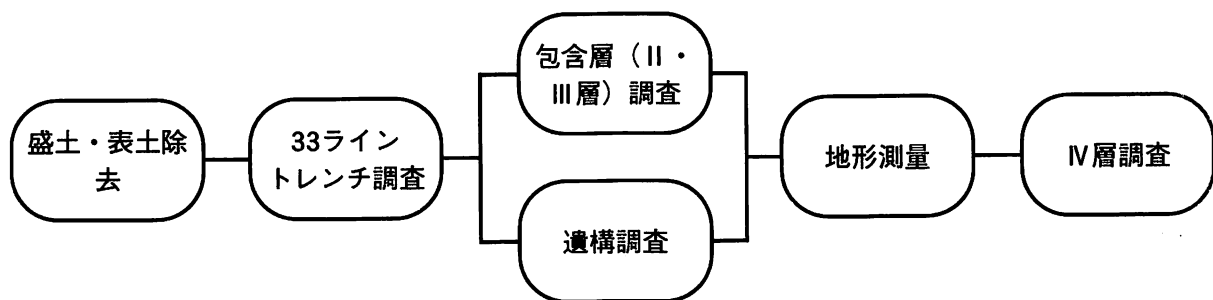 盛土・表土除
去
33ライン
トレンチ調査
包含層（Ⅱ・
Ⅲ層）調査
遺構調査
地形測量
Ⅳ層調査